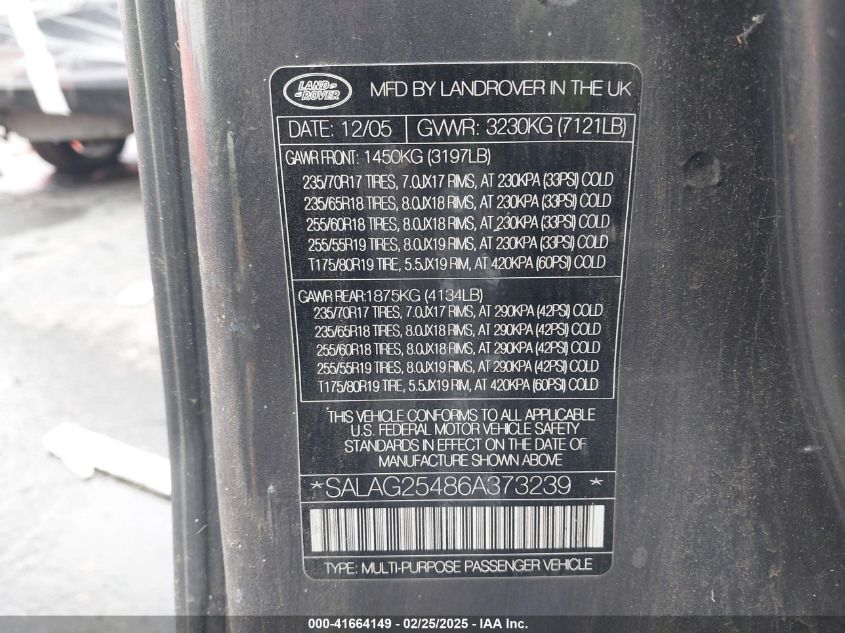 LAND
ROVER
MFD BY LANDROVER IN THE UK
DATE: 12/05 GVWR: 3230KG (7121LB)
GAWR FRONT: 1450KG (3197LB)
235/70R17 TIRES, 7.0JX17 RIMS, AT 230KPA (33PSI) COLD
235/65R18 TIRES, 8.0JX18 RIMS, AT 230KPA (33PSI) COLD
255/60R18 TIRES, 8.0JX18 RIMS, AT 230KPA (33PSI) COLD
255/55R19 TIRES, 8.0JX19 RIMS, AT 230KPA (33PSI) COLD
T175/80R19 TIRE, 5.5JX19 RIM, AT 420KPA (60PSI) COLD
GAWR REAR: 1875KG (4134LB)
235/70R17 TIRES, 7.0JX17 RIMS, AT 290KPA (42PSI) COLD
235/65R18 TIRES, 8.0JX18 RIMS, AT 290KPA (42PSI) COLD
255/60R18 TIRES, 8.0JX18 RIMS, AT 290KPA (42PSI) COLD
255/55R19 TIRES, 8.0JX19 RIMS, AT 290KPA (42PSI) COLD
T175/80R19 TIRE, 5.5JX19 RIM, AT 420KPA (60PSI) COLD
THIS VEHICLE CONFORMS TO ALL APPLICABLE
U.S. FEDERAL MOTOR VEHICLE SAFETY
STANDARDS IN EFFECT ON THE DATE OF
MANUFACTURE SHOWN ABOVE
*SALAG25486A373239 *
TYPE: MULTI-PURPOSE PASSENGER VEHICLE
000-41664149 - 02/25/2025 - IAA Inc.